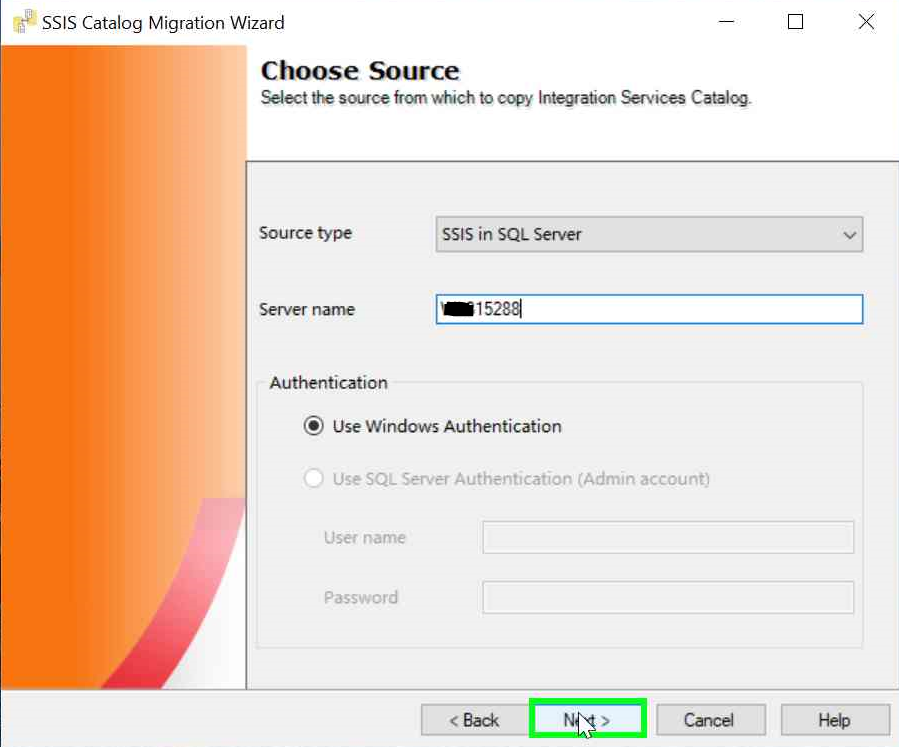 SSIS Catalog Migration Wizard
Choose Source
Select the source from which to copy Integration Services Catalog.
Source type
SSIS in SQL Server
Server name
15288
Authentication
Use Windows Authentication
Use SQL Server Authentication (Admin account)
User name
Password
< Back
Next >
Cancel
Help